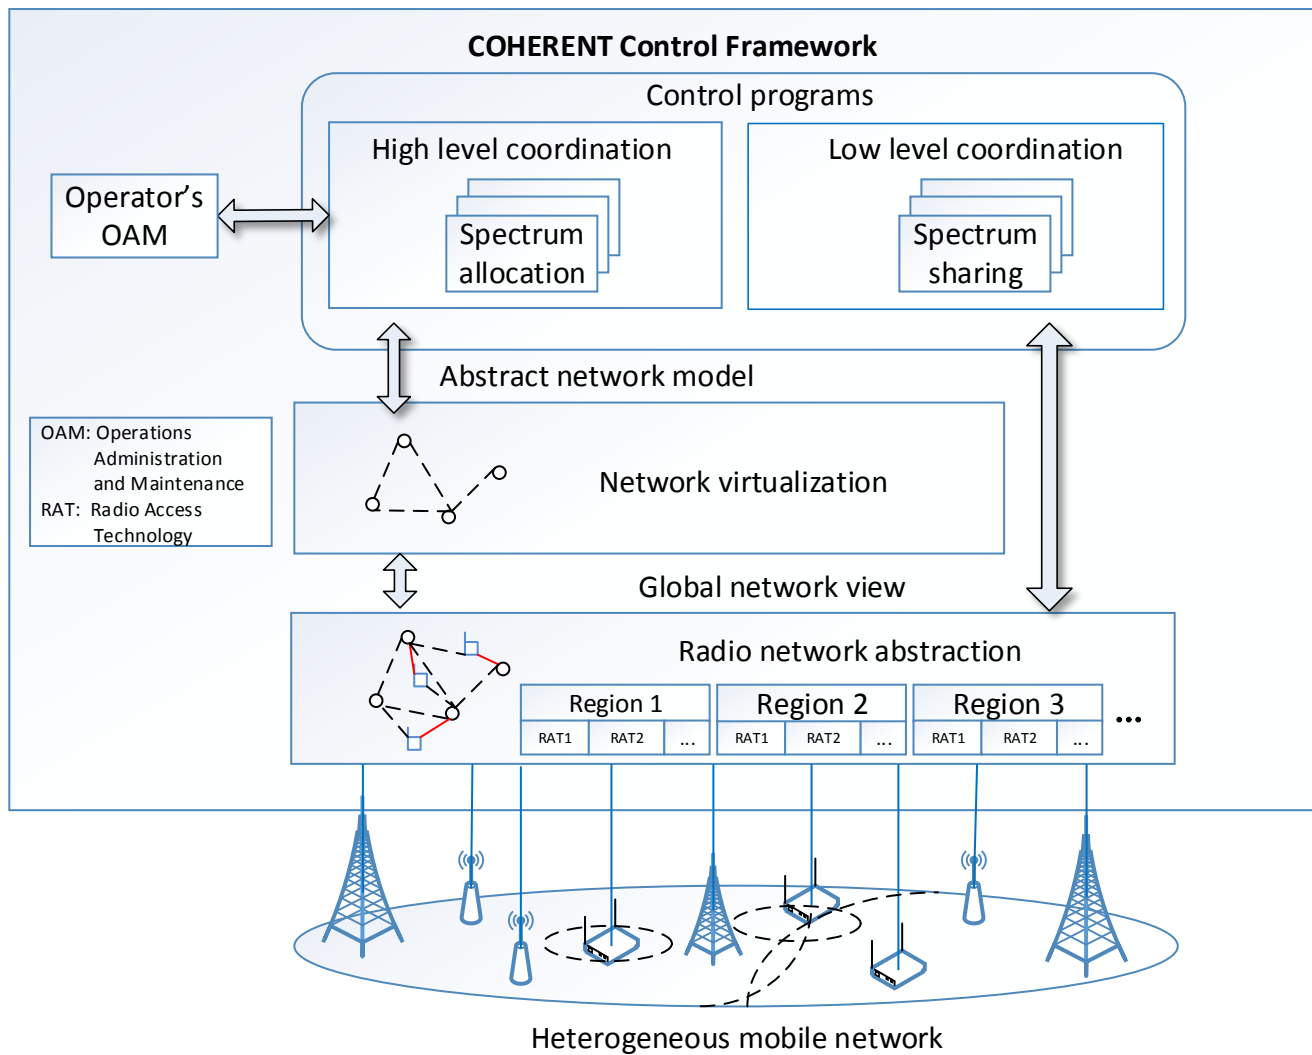 COHERENT Control Framework
Control programs
High level coordination
Low level coordination
Operator’s
OAM
Spectrum
allocation
Spectrum
sharing
Abstract network model
OAM: Operations
Administration
and Maintenance
RAT: Radio Access
Technology
Network virtualization
Global network view
Radio network abstraction
Region 1
Region 2
Region 3
...
RAT1
RAT2
...
RAT1
RAT2
...
RAT1
RAT2
...
Heterogeneous mobile network